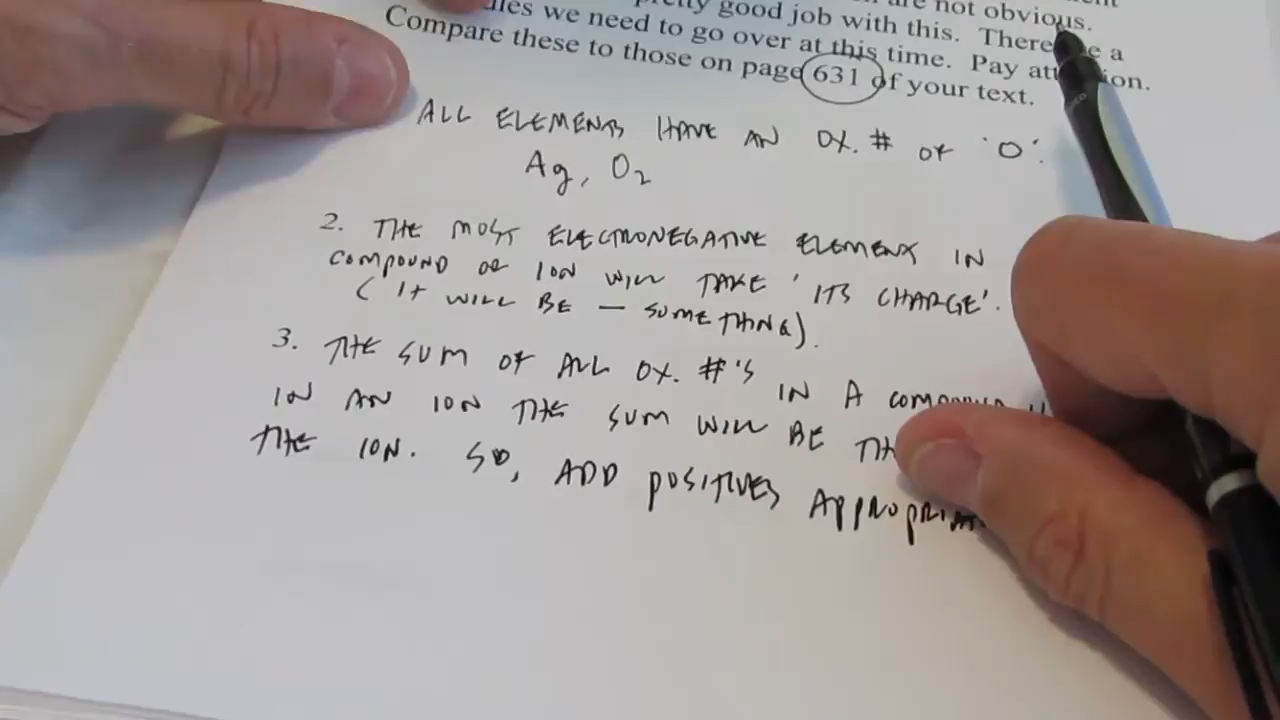 are not obvious.
good job with this. There a
we need to go over at this time. Pay
Compare these to those on page 631 of your text.
ALL ELEMENTS HAVE AN OX. # OF 'O'.
Ag, O2
2. THE MOST ELECTRONEGATIVE ELEMENT IN
COMPOUND OR ION WILL TAKE 'ITS CHARGE'.
(IT WILL BE – SOMETHING).
3. THE SUM OF ALL OX. #'S IN A
IN AN ION THE SUM WILL BE
THE ION. SO, ADD POSITIVES